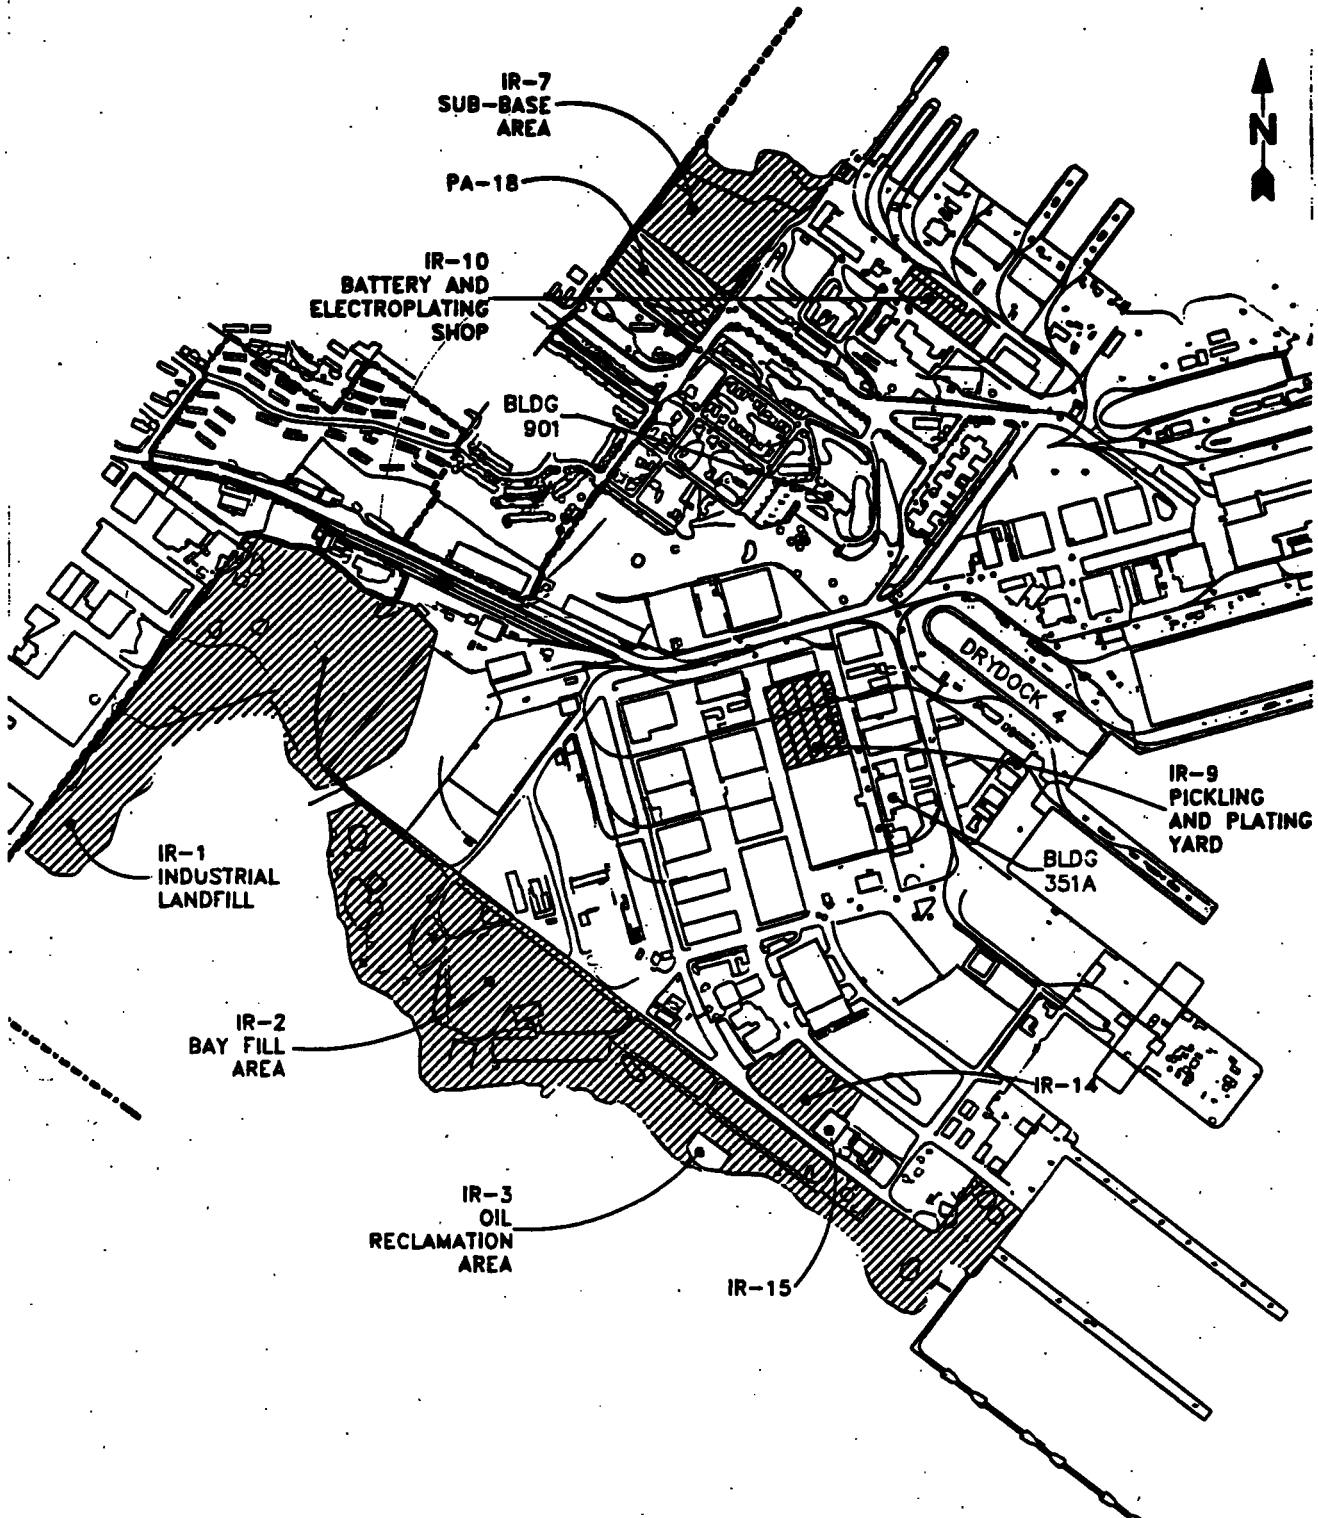 IR-7
SUB-BASE
AREA
N
PA-18
IR-10
BATTERY AND
ELECTROPLATING
SHOP
BLDG
901
DRYDOCK 4
IR-9
PICKLING
AND PLATING
YARD
IR-1
INDUSTRIAL
LANDFILL
BLDG
351A
IR-2
BAY FILL
AREA
IR-14
IR-3
OIL
RECLAMATION
AREA
IR-15